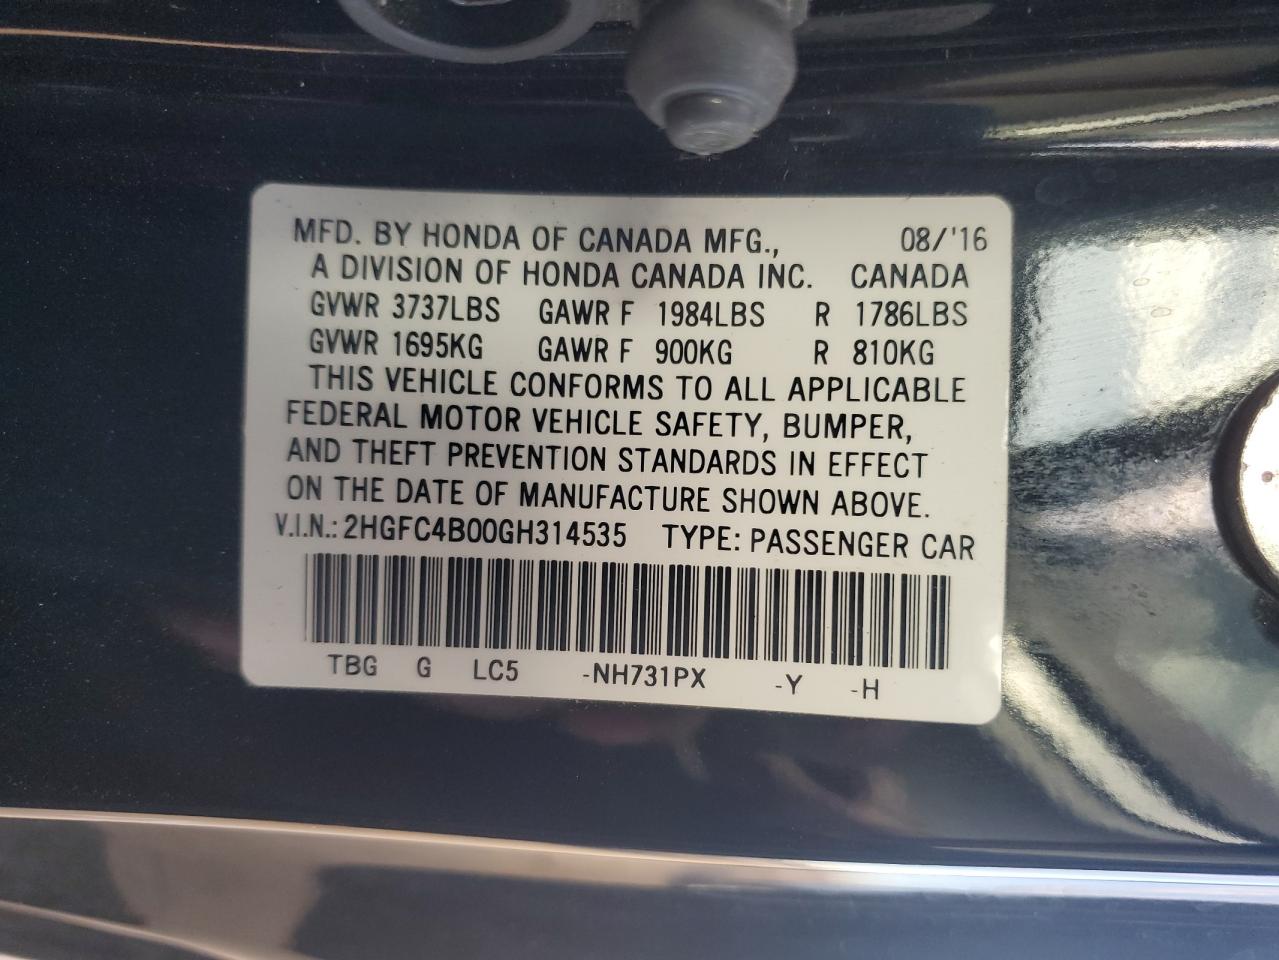 MFD. BY HONDA OF CANADA MFG., 08/'16
A DIVISION OF HONDA CANADA INC. CANADA
GVWR 3737LBS GAWR F 1984LBS R 1786LBS
GVWR 1695KG GAWR F 900KG R 810KG
THIS VEHICLE CONFORMS TO ALL APPLICABLE
FEDERAL MOTOR VEHICLE SAFETY, BUMPER,
AND THEFT PREVENTION STANDARDS IN EFFECT
ON THE DATE OF MANUFACTURE SHOWN ABOVE.
V.I.N.: 2HGFC4B00GH314535 TYPE: PASSENGER CAR
TBG G LC5 -NH731PX -Y -H